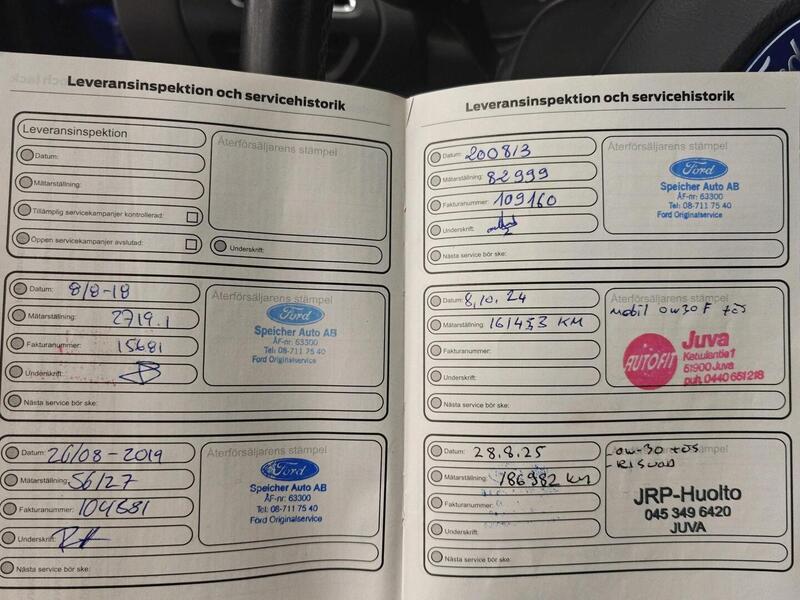 Leveransinspektion och servicehistorik
Leveransinspektion
Datum:
Mätarställning:
Tillämplig servicekampanjer kontrollerad:
Öppen servicekampanjer avslutad:
Återförsäljarens stämpel
Underskrift:
Datum: 8/8-18
Mätarställning: 2719.1
Fakturanummer: 15681
Underskrift:
Nästa service bör ske:
Återförsäljarens stämpel
Ford
Speicher Auto AB
ÅF-nr: 63300
Tel: 08-711 75 40
Ford Originalservice
Datum: 26/08-2019
Mätarställning: 56127
Fakturanummer: 104681
Underskrift:
Nästa service bör ske:
Återförsäljarens stämpel
Ford
Speicher Auto AB
ÅF-nr: 63300
Tel: 08-711 75 40
Ford Originalservice
Leveransinspektion och servicehistorik
Datum: 200813
Mätarställning: 82999
Fakturanummer: 109160
Underskrift:
Nästa service bör ske:
Återförsäljarens stämpel
Ford
Speicher Auto AB
ÅF-nr: 63300
Tel: 08-711 75 40
Ford Originalservice
Datum: 8.10.24
Mätarställning: 161453 KM
Fakturanummer:
Underskrift:
Nästa service bör ske:
Återförsäljarens stämpel
mobil 0w30F
AUTOFIT
Juva
51900 Juva
puh. 0440 651218
Datum: 28.8.25
Mätarställning: 186982 KM
Fakturanummer:
Underskrift:
Nästa service bör ske:
Återförsäljarens stämpel
-0W-30
JRP-Huolto
045 349 6420
JUVA
Ford